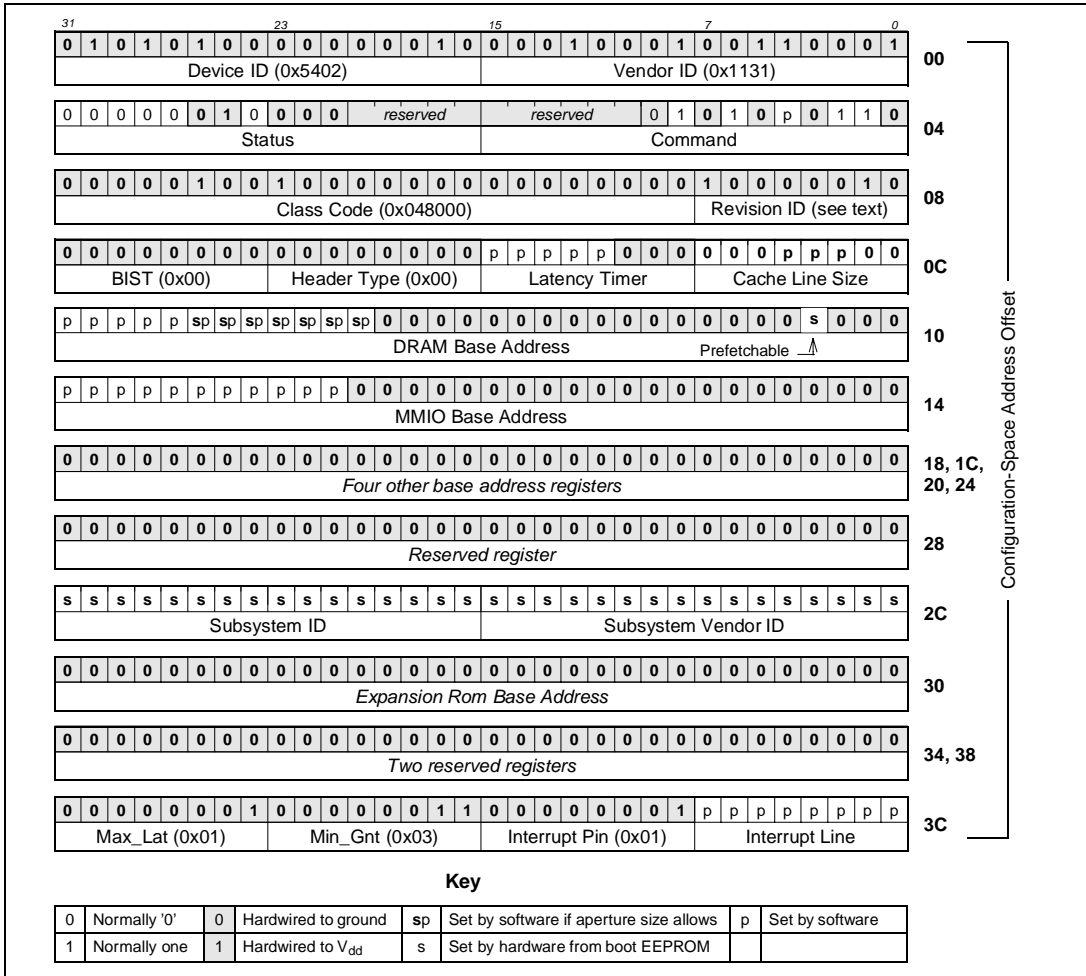 31 23 15 7 0
0 1 0 1 0 1 0 0 0 0 0 0 0 0 1 0 0 0 0 1 0 0 0 1 0 0 1 1 0 0 0 1
Device ID (0x5402) Vendor ID (0x1131)
00
0 0 0 0 0 0 1 0 0 0 0 reserved reserved 0 1 0 1 0 p 0 1 1 0
Status Command
04
0 0 0 0 0 1 0 0 1 0 0 0 0 0 0 0 0 0 0 0 0 0 0 0 1 0 0 0 0 0 1 0
Class Code (0x048000) Revision ID (see text)
08
0 0 0 0 0 0 0 0 0 0 0 0 0 0 0 0 p p p p p 0 0 0 0 0 0 p p p 0 0
BIST (0x00) Header Type (0x00) Latency Timer Cache Line Size
0C
p p p p p sp sp sp sp sp sp sp 0 0 0 0 0 0 0 0 0 0 0 0 0 0 0 0 s 0 0 0
DRAM Base Address Prefetchable
10
p p p p p p p p p p p 0 0 0 0 0 0 0 0 0 0 0 0 0 0 0 0 0 0 0 0 0
MMIO Base Address
14
0 0 0 0 0 0 0 0 0 0 0 0 0 0 0 0 0 0 0 0 0 0 0 0 0 0 0 0 0 0 0 0
Four other base address registers
18, 1C,
20, 24
0 0 0 0 0 0 0 0 0 0 0 0 0 0 0 0 0 0 0 0 0 0 0 0 0 0 0 0 0 0 0 0
Reserved register
28
s s s s s s s s s s s s s s s s s s s s s s s s s s s s s s s s
Subsystem ID Subsystem Vendor ID
2C
0 0 0 0 0 0 0 0 0 0 0 0 0 0 0 0 0 0 0 0 0 0 0 0 0 0 0 0 0 0 0 0
Expansion Rom Base Address
30
0 0 0 0 0 0 0 0 0 0 0 0 0 0 0 0 0 0 0 0 0 0 0 0 0 0 0 0 0 0 0 0
Two reserved registers
34, 38
0 0 0 0 0 0 0 1 0 0 0 0 0 0 1 1 0 0 0 0 0 0 0 1 p p p p p p p p
Max_Lat (0x01) Min_Gnt (0x03) Interrupt Pin (0x01) Interrupt Line
3C
Configuration-Space Address Offset
Key
0 Normally '0' 0 Hardwired to ground sp Set by software if aperture size allows p Set by software
1 Normally one 1 Hardwired to Vdd s Set by hardware from boot EEPROM